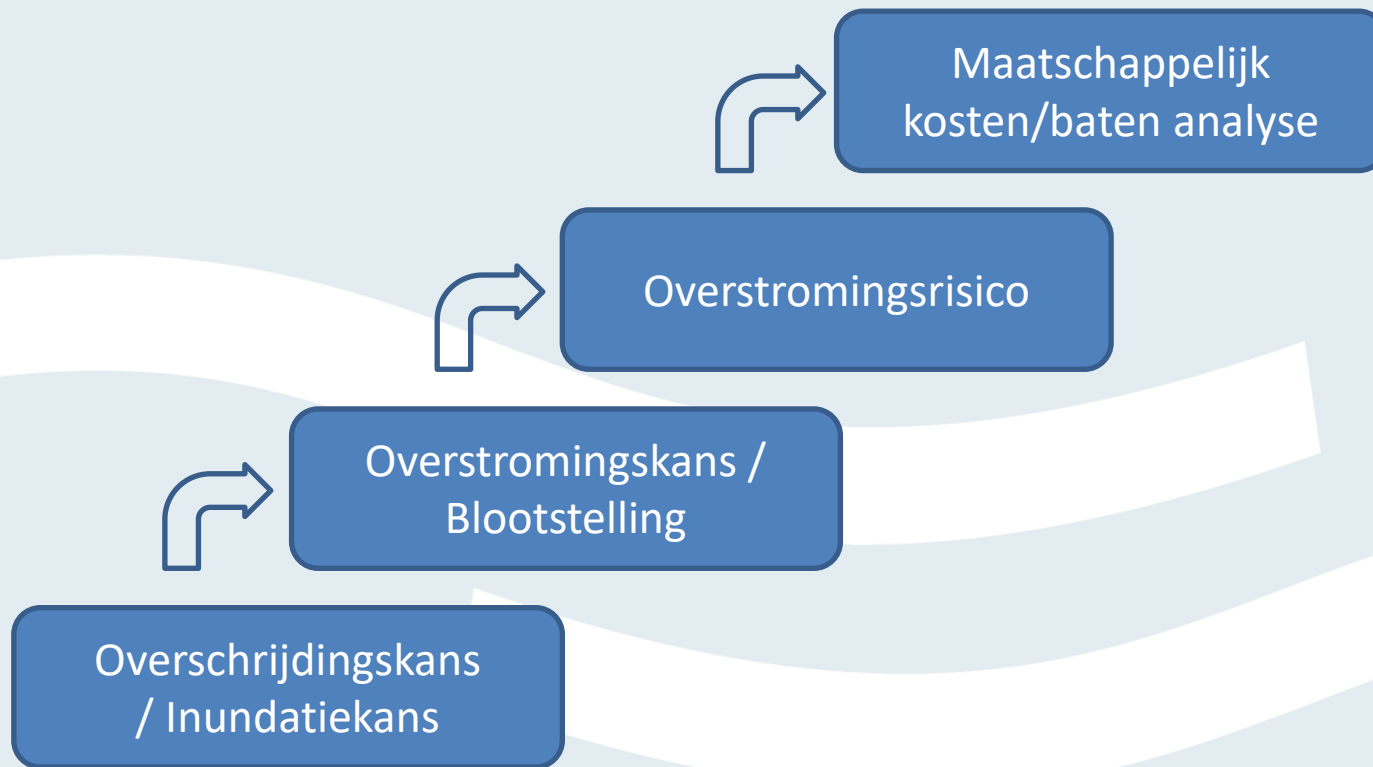 Maatschappelijk
kosten/baten analyse
Overstromingsrisico
Overstromingskans /
Blootstelling
Overschrijdingskans
/ Inundatiekans